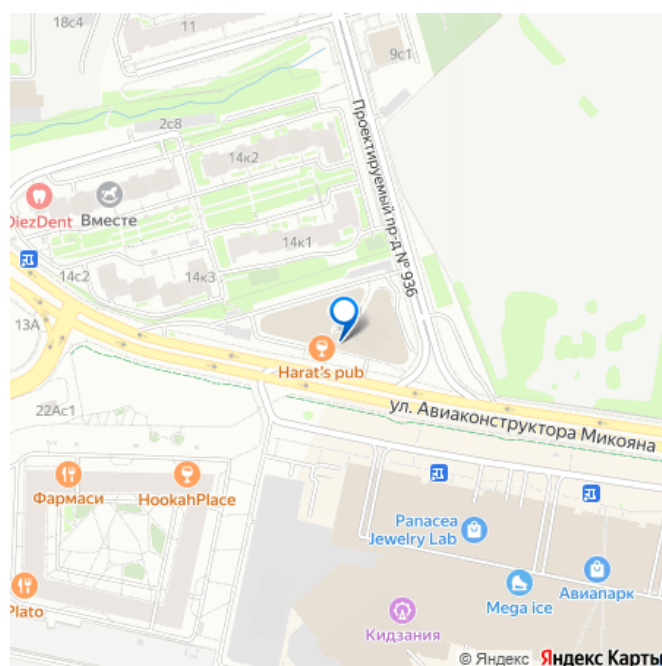 18с4
11
9с1
2с8
14к2
Проектируемый пр-д № 936
DiezDent
Вместе
14к1
14с2
14к3
13А
Harat's pub
ул. Авиаконструктора Микояна
22Ас1
Фармаси
HookahPlace
Panacea
Jewelry Lab
Авиапарк
Mega ice
Plato
Кидзания
© Яндекс Яндекс Карты